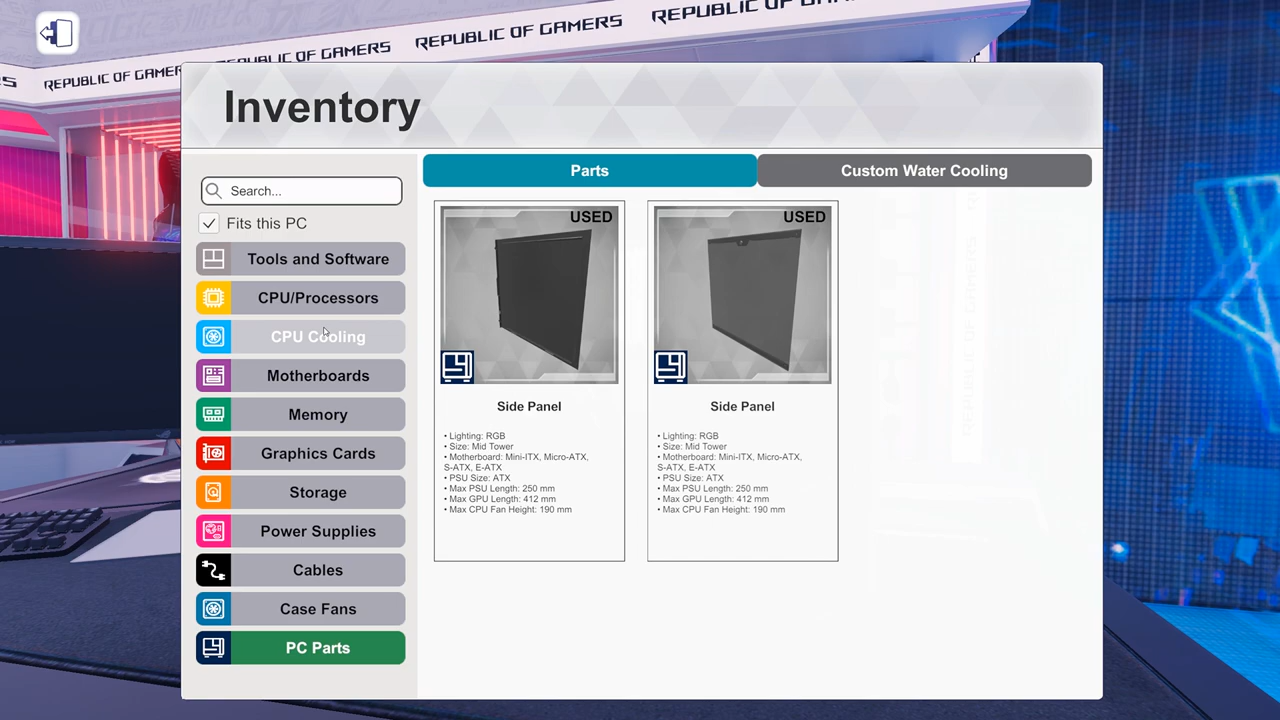 REPUBLIC OF GAMERS
REPUBLIC OF GAMERS
REPUBLIC OF GAMERS
Inventory
Search...
Fits this PC
Tools and Software
CPU/Processors
CPU Cooling
Motherboards
Memory
Graphics Cards
Storage
Power Supplies
Cables
Case Fans
PC Parts
Parts
Custom Water Cooling
USED
Side Panel
• Lighting: RGB
• Size: Mid Tower
• Motherboard: Mini-ITX, Micro-ATX,
S-ATX, E-ATX
• PSU Size: ATX
• Max PSU Length: 250 mm
• Max GPU Length: 412 mm
• Max CPU Fan Height: 190 mm
USED
Side Panel
• Lighting: RGB
• Size: Mid Tower
• Motherboard: Mini-ITX, Micro-ATX,
S-ATX, E-ATX
• PSU Size: ATX
• Max PSU Length: 250 mm
• Max GPU Length: 412 mm
• Max CPU Fan Height: 190 mm